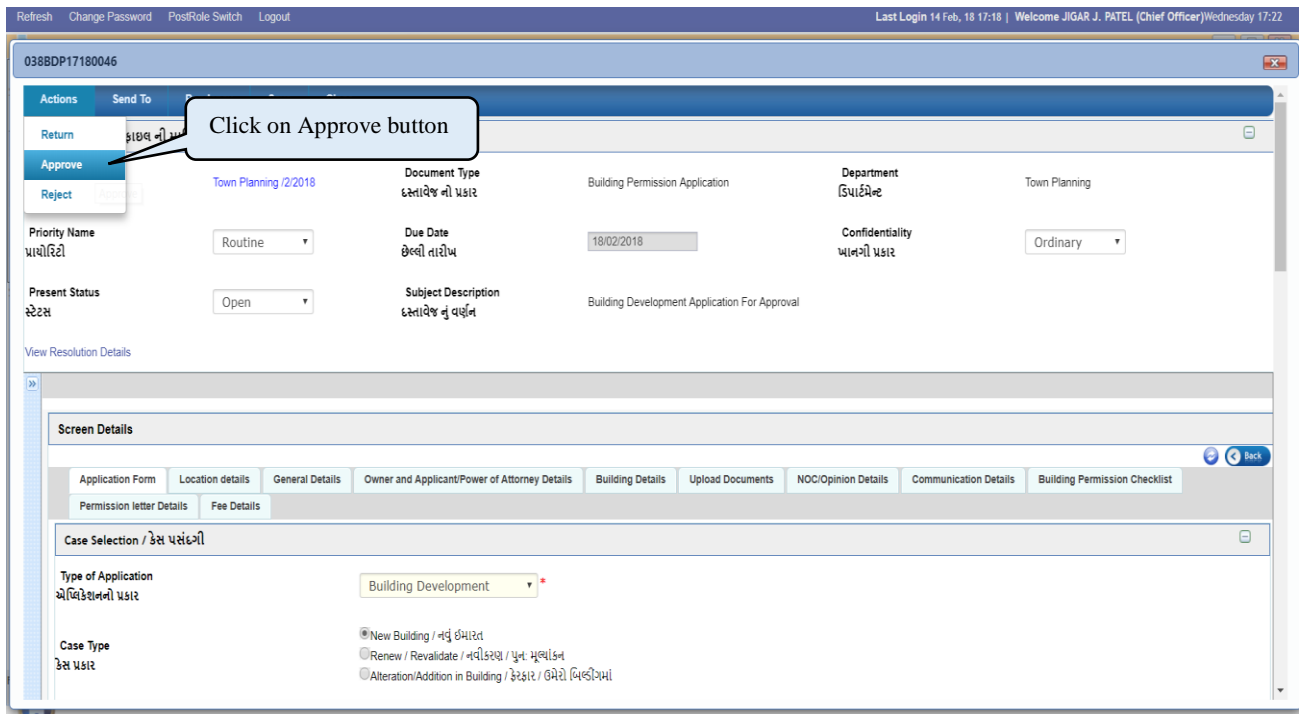 Refresh Change Password PostRole Switch Logout Last Login 14 Feb, 18 17:18 | Welcome JIGAR J. PATEL (Chief Officer)Wednesday 17:22
038BDP17180046
Actions Send To
Click on Approve button
Return
Approve
Reject
Town Planning /2/2018
Document Type
દસ્તાવેજ નો પ્રકાર
Building Permission Application
Department
ડિપાર્ટમેન્ટ
Town Planning
Priority Name
પ્રાયોરિટી
Routine
Due Date
છેલ્લી તારીખ
18/02/2018
Confidentiality
ખાનગી પ્રકાર
Ordinary
Present Status
સ્ટેટસ
Open
Subject Description
દસ્તાવેજ નું વર્ણન
Building Development Application For Approval
View Resolution Details
Screen Details
Back
Application Form Location details General Details Owner and Applicant/Power of Attorney Details Building Details Upload Documents NOC/Opinion Details Communication Details Building Permission Checklist
Permission letter Details Fee Details
Case Selection / કેસ પસંદગી
Type of Application
એપ્લિકેશનની પ્રકાર
Building Development *
Case Type
કેસ પ્રકાર
New Building / નવું ઈમારત
Renew / Revalidate / નવીકરણ / પુન: મૂલ્યાંકન
Alteration/Addition in Building / ફેરફાર / ઉમેરો બિલ્ડીંગમાં